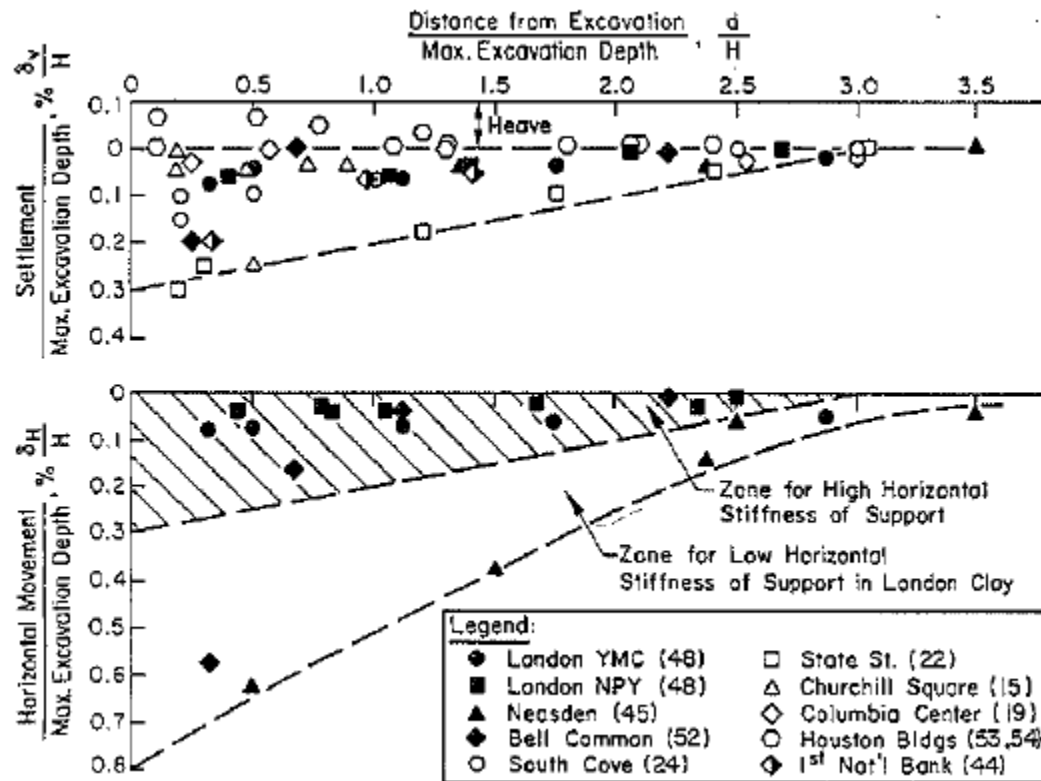 Distance from Excavation
Max. Excavation Depth , d
H
0 0.5 1.0 1.5 2.0 2.5 3.0 3.5
Settlement
Max. Excavation Depth , % δv
H
0.1
0
0.1
0.2
0.3
0.4
Heave
Horizontal Movement
Max. Excavation Depth , % δH
H
0
0.1
0.2
0.3
0.4
0.5
0.6
0.7
0.8
Zone for High Horizontal
Stiffness of Support
Zone for Low Horizontal
Stiffness of Support in London Clay
Legend:
London YMC (48)
London NPY (48)
Neasden (45)
Bell Common (52)
South Cove (24)
State St. (22)
Churchill Square (15)
Columbia Center (19)
Houston Bldgs (53,54)
1st Nat'l Bank (44)